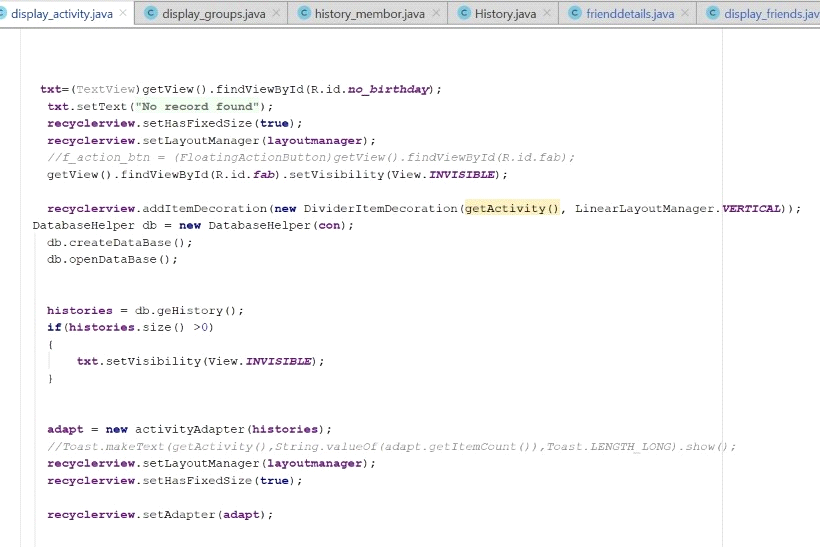 display_activity.java display_groups.java history_membor.java History.java frienddetails.java display_friends.jav
txt=(TextView)getView().findViewById(R.id.no_birthday);
txt.setText("No record found");
recyclerview.setHasFixedSize(true);
recyclerview.setLayoutManager(layoutmanager);
//f_action_btn = (FloatingActionButton)getView().findViewById(R.id.fab);
getView().findViewById(R.id.fab).setVisibility(View.INVISIBLE);
recyclerview.addItemDecoration(new DividerItemDecoration(getActivity(), LinearLayoutManager.VERTICAL));
DatabaseHelper db = new DatabaseHelper(con);
db.createDataBase();
db.openDataBase();
histories = db.geHistory();
if(histories.size() >0)
{
txt.setVisibility(View.INVISIBLE);
}
adapt = new activityAdapter(histories);
//Toast.makeText(getActivity(),String.valueOf(adapt.getItemCount()),Toast.LENGTH_LONG).show();
recyclerview.setLayoutManager(layoutmanager);
recyclerview.setHasFixedSize(true);
recyclerview.setAdapter(adapt);